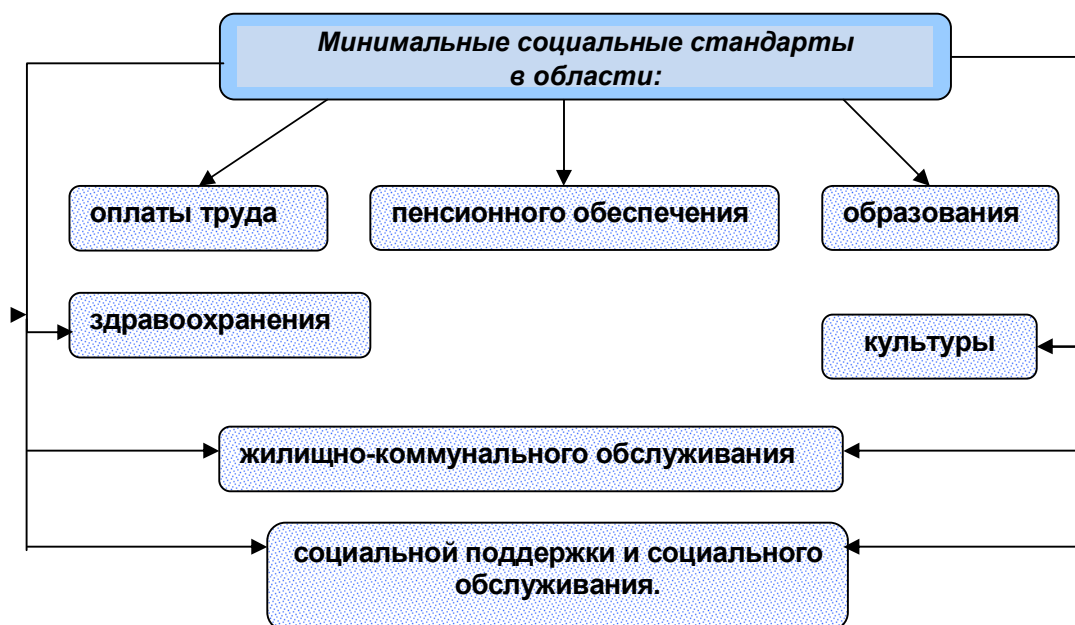 Минимальные социальные стандарты
в области:
оплаты труда
пенсионного обеспечения
образования
здравоохранения
культуры
жилищно-коммунального обслуживания
социальной поддержки и социального
обслуживания.